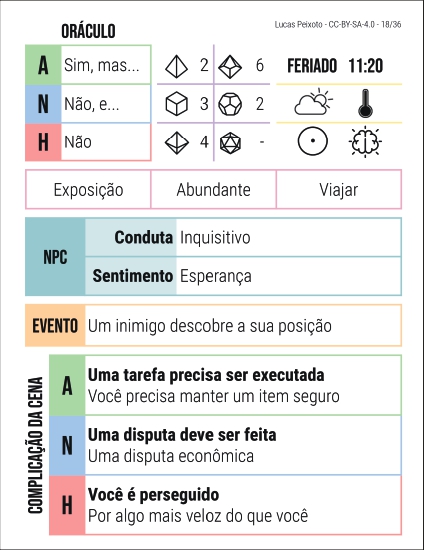 Lucas Peixoto - CC-BY-SA-4.0 - 18/36
ORÁCULO
A Sim, mas...
N Não, e...
H Não
2 6
3 2
4 -
FERIADO 11:20
Exposição Abundante Viajar
NPC
Conduta Inquisitivo
Sentimento Esperança
EVENTO Um inimigo descobre a sua posição
COMPLICAÇÃO DA CENA
A
Uma tarefa precisa ser executada
Você precisa manter um item seguro
N
Uma disputa deve ser feita
Uma disputa econômica
H
Você é perseguido
Por algo mais veloz do que você